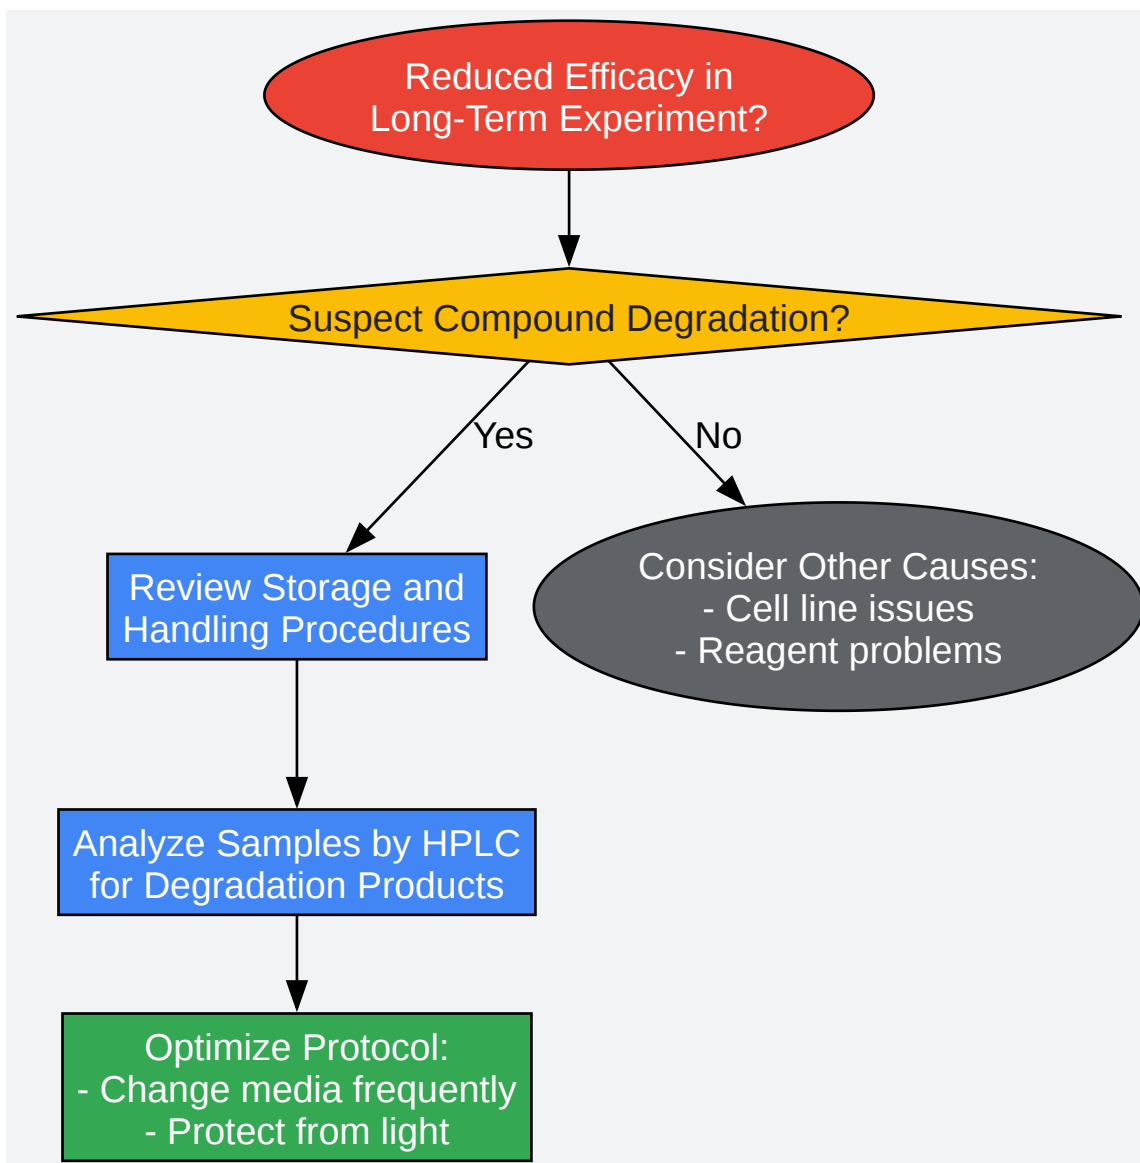 Reduced Efficacy in
Long-Term Experiment?
Suspect Compound Degradation?
Yes
No
Review Storage and
Handling Procedures
Consider Other Causes:
- Cell line issues
- Reagent problems
Analyze Samples by HPLC
for Degradation Products
Optimize Protocol:
- Change media frequently
- Protect from light